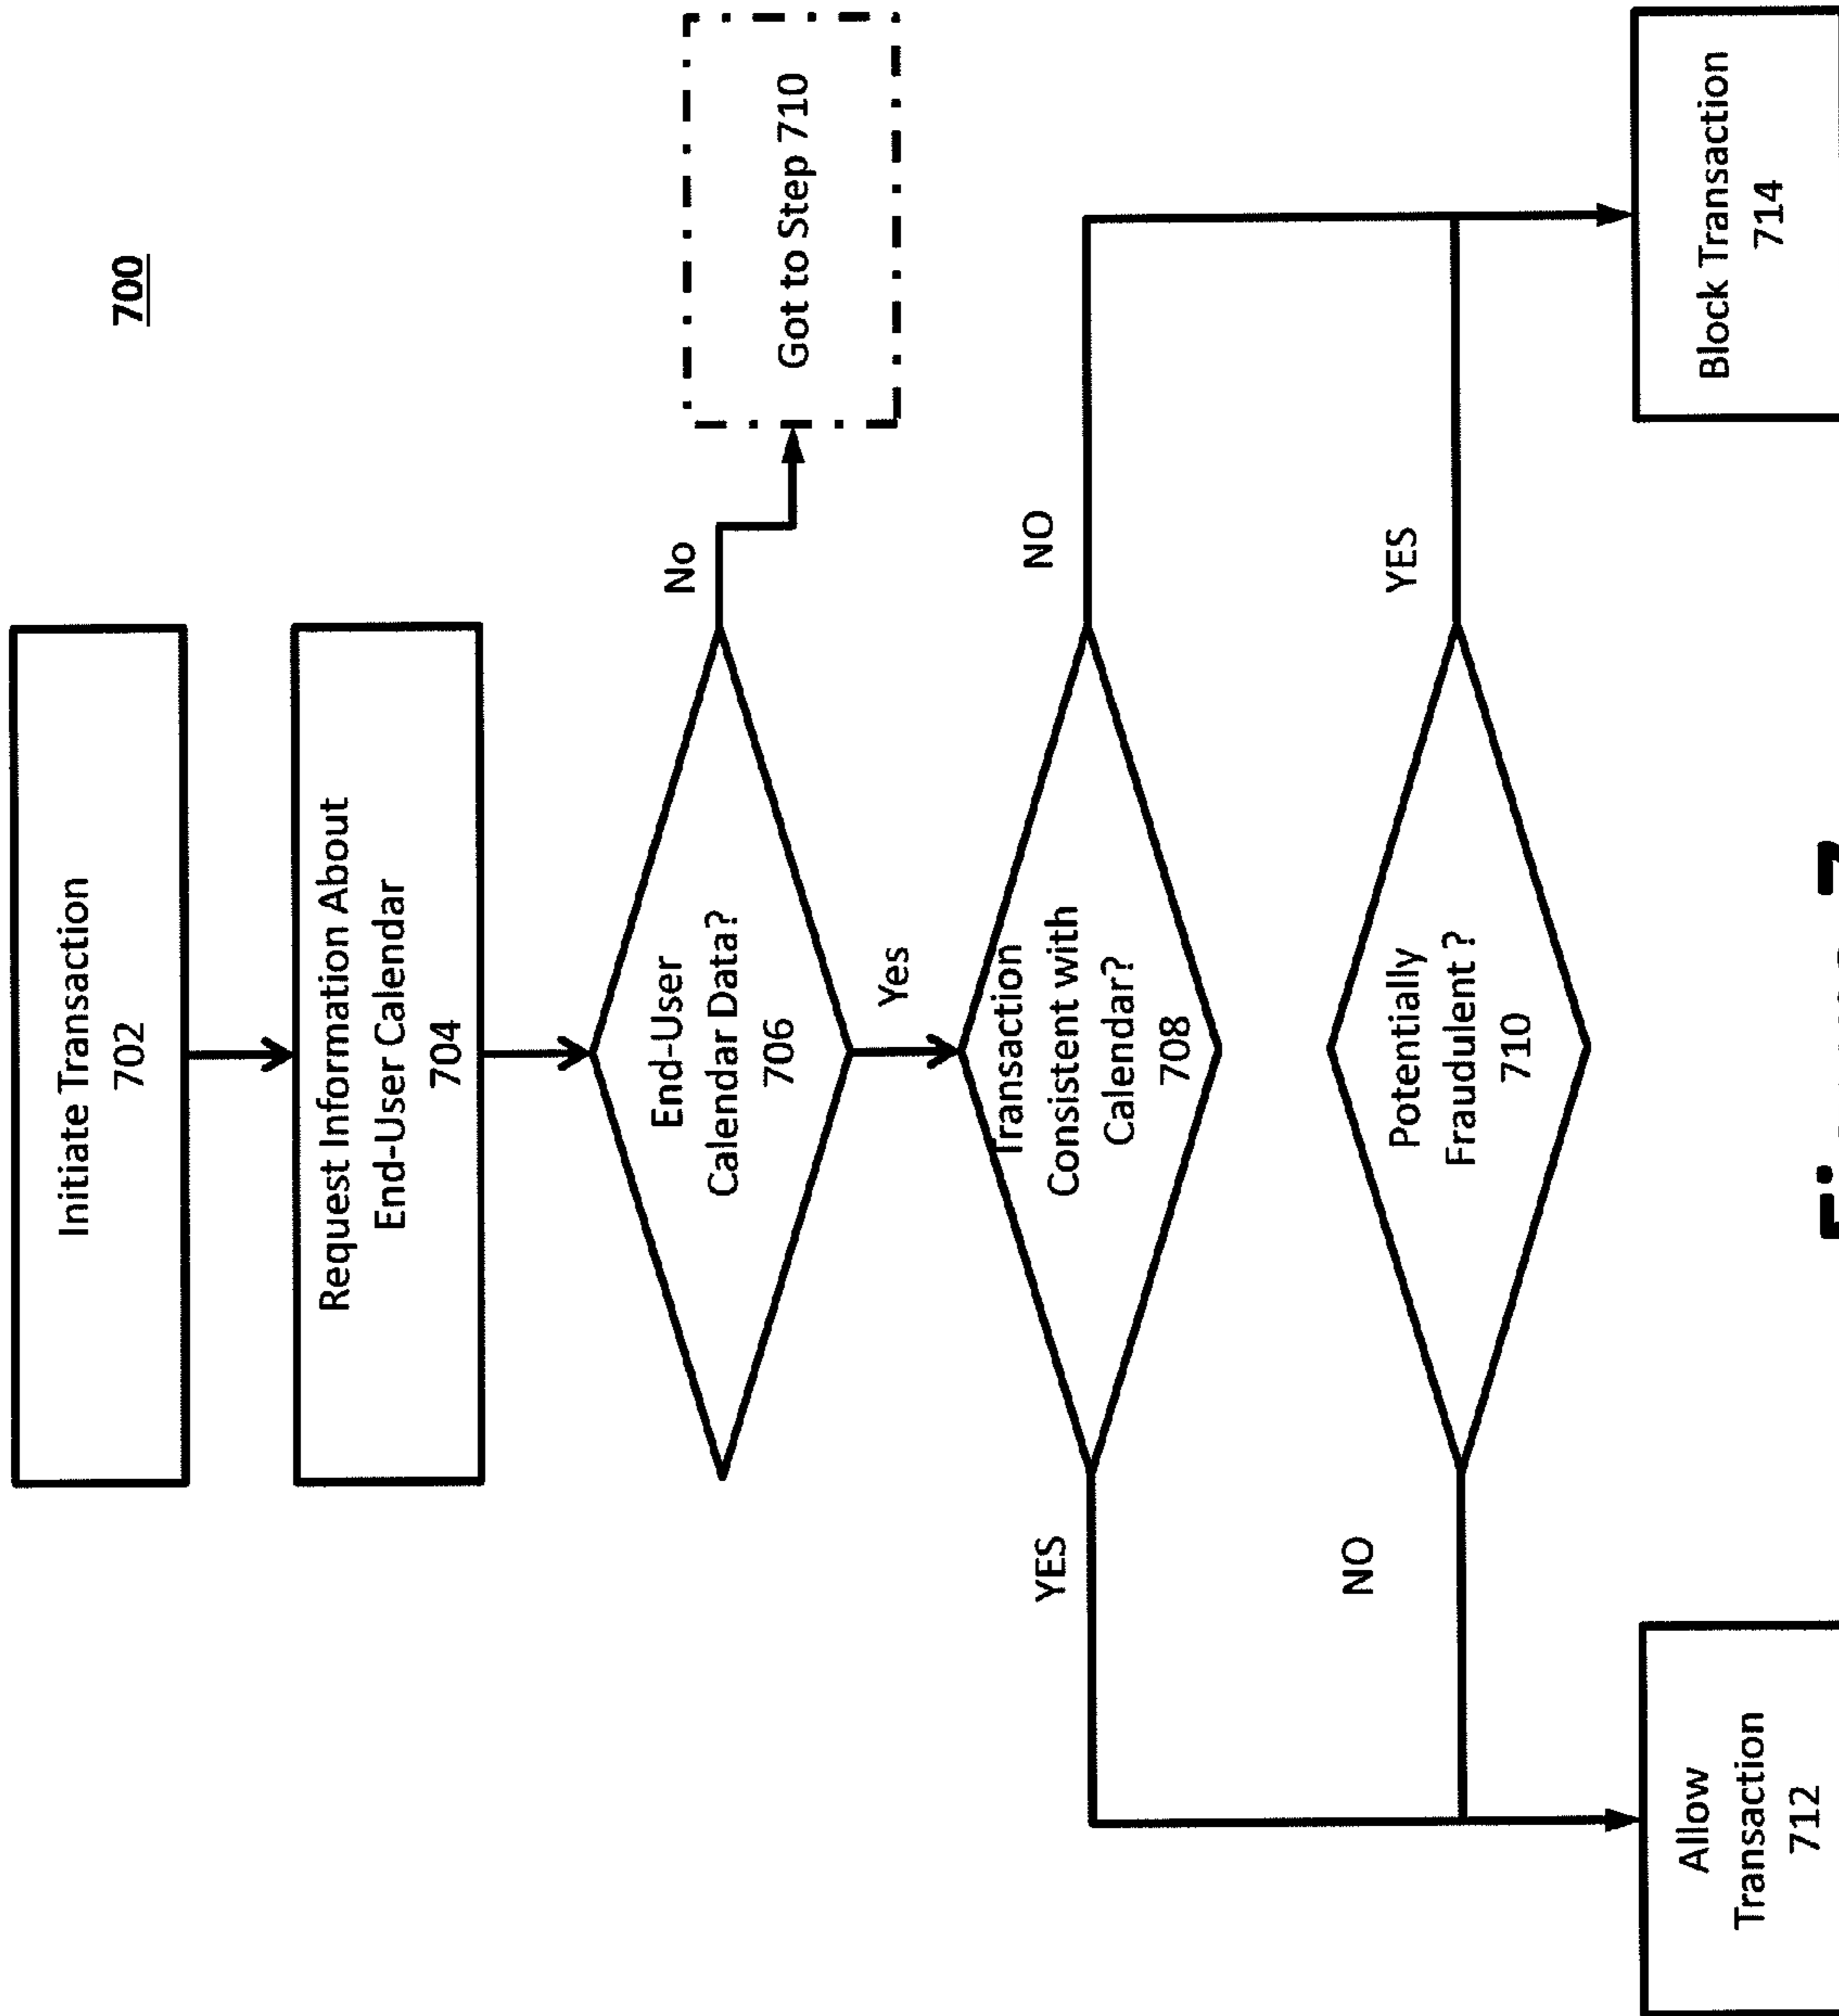 700
Initiate Transaction
702
Request Information About
End-User Calendar
704
End-User
Calendar Data?
706
No
Got to Step 710
Yes
Transaction
Consistent with
Calendar?
708
YES
NO
Potentially
Fraudulent ?
710
NO
YES
Allow
Transaction
712
Block Transaction
714